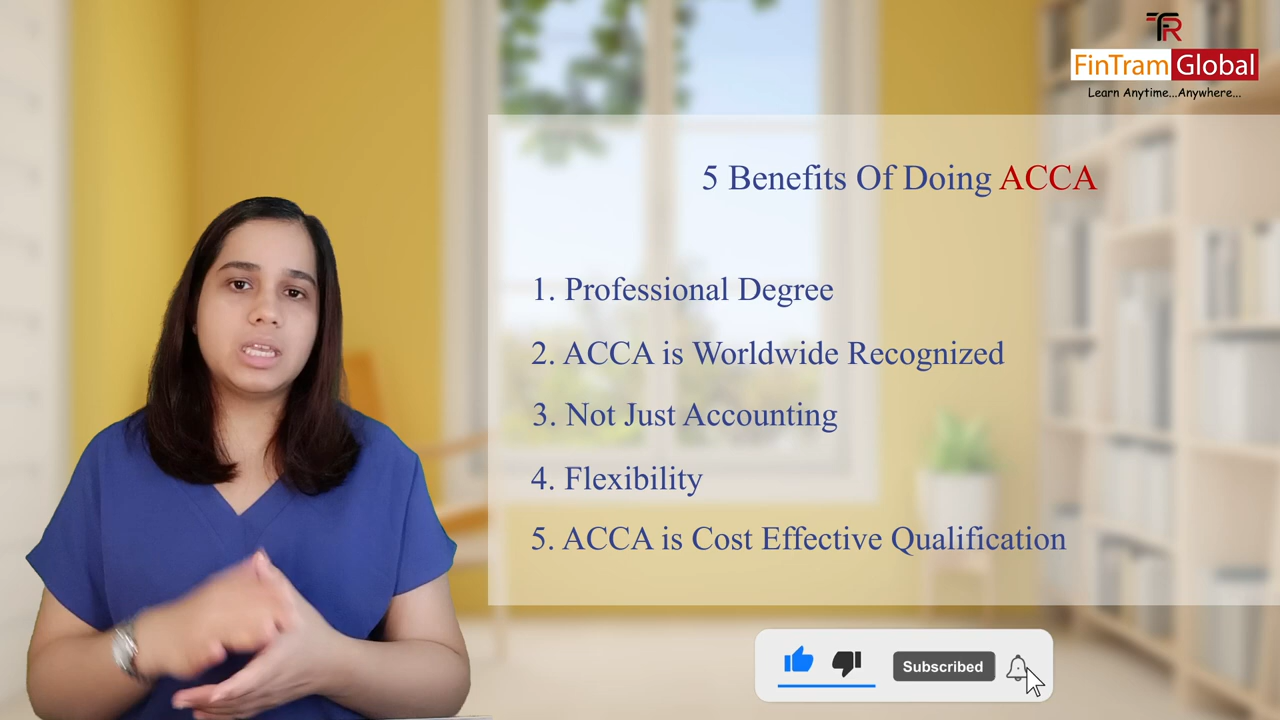 FR
FinTram Global
Learn Anytime...Anywhere...
5 Benefits Of Doing ACCA
1. Professional Degree
2. ACCA is Worldwide Recognized
3. Not Just Accounting
4. Flexibility
5. ACCA is Cost Effective Qualification
Subscribed